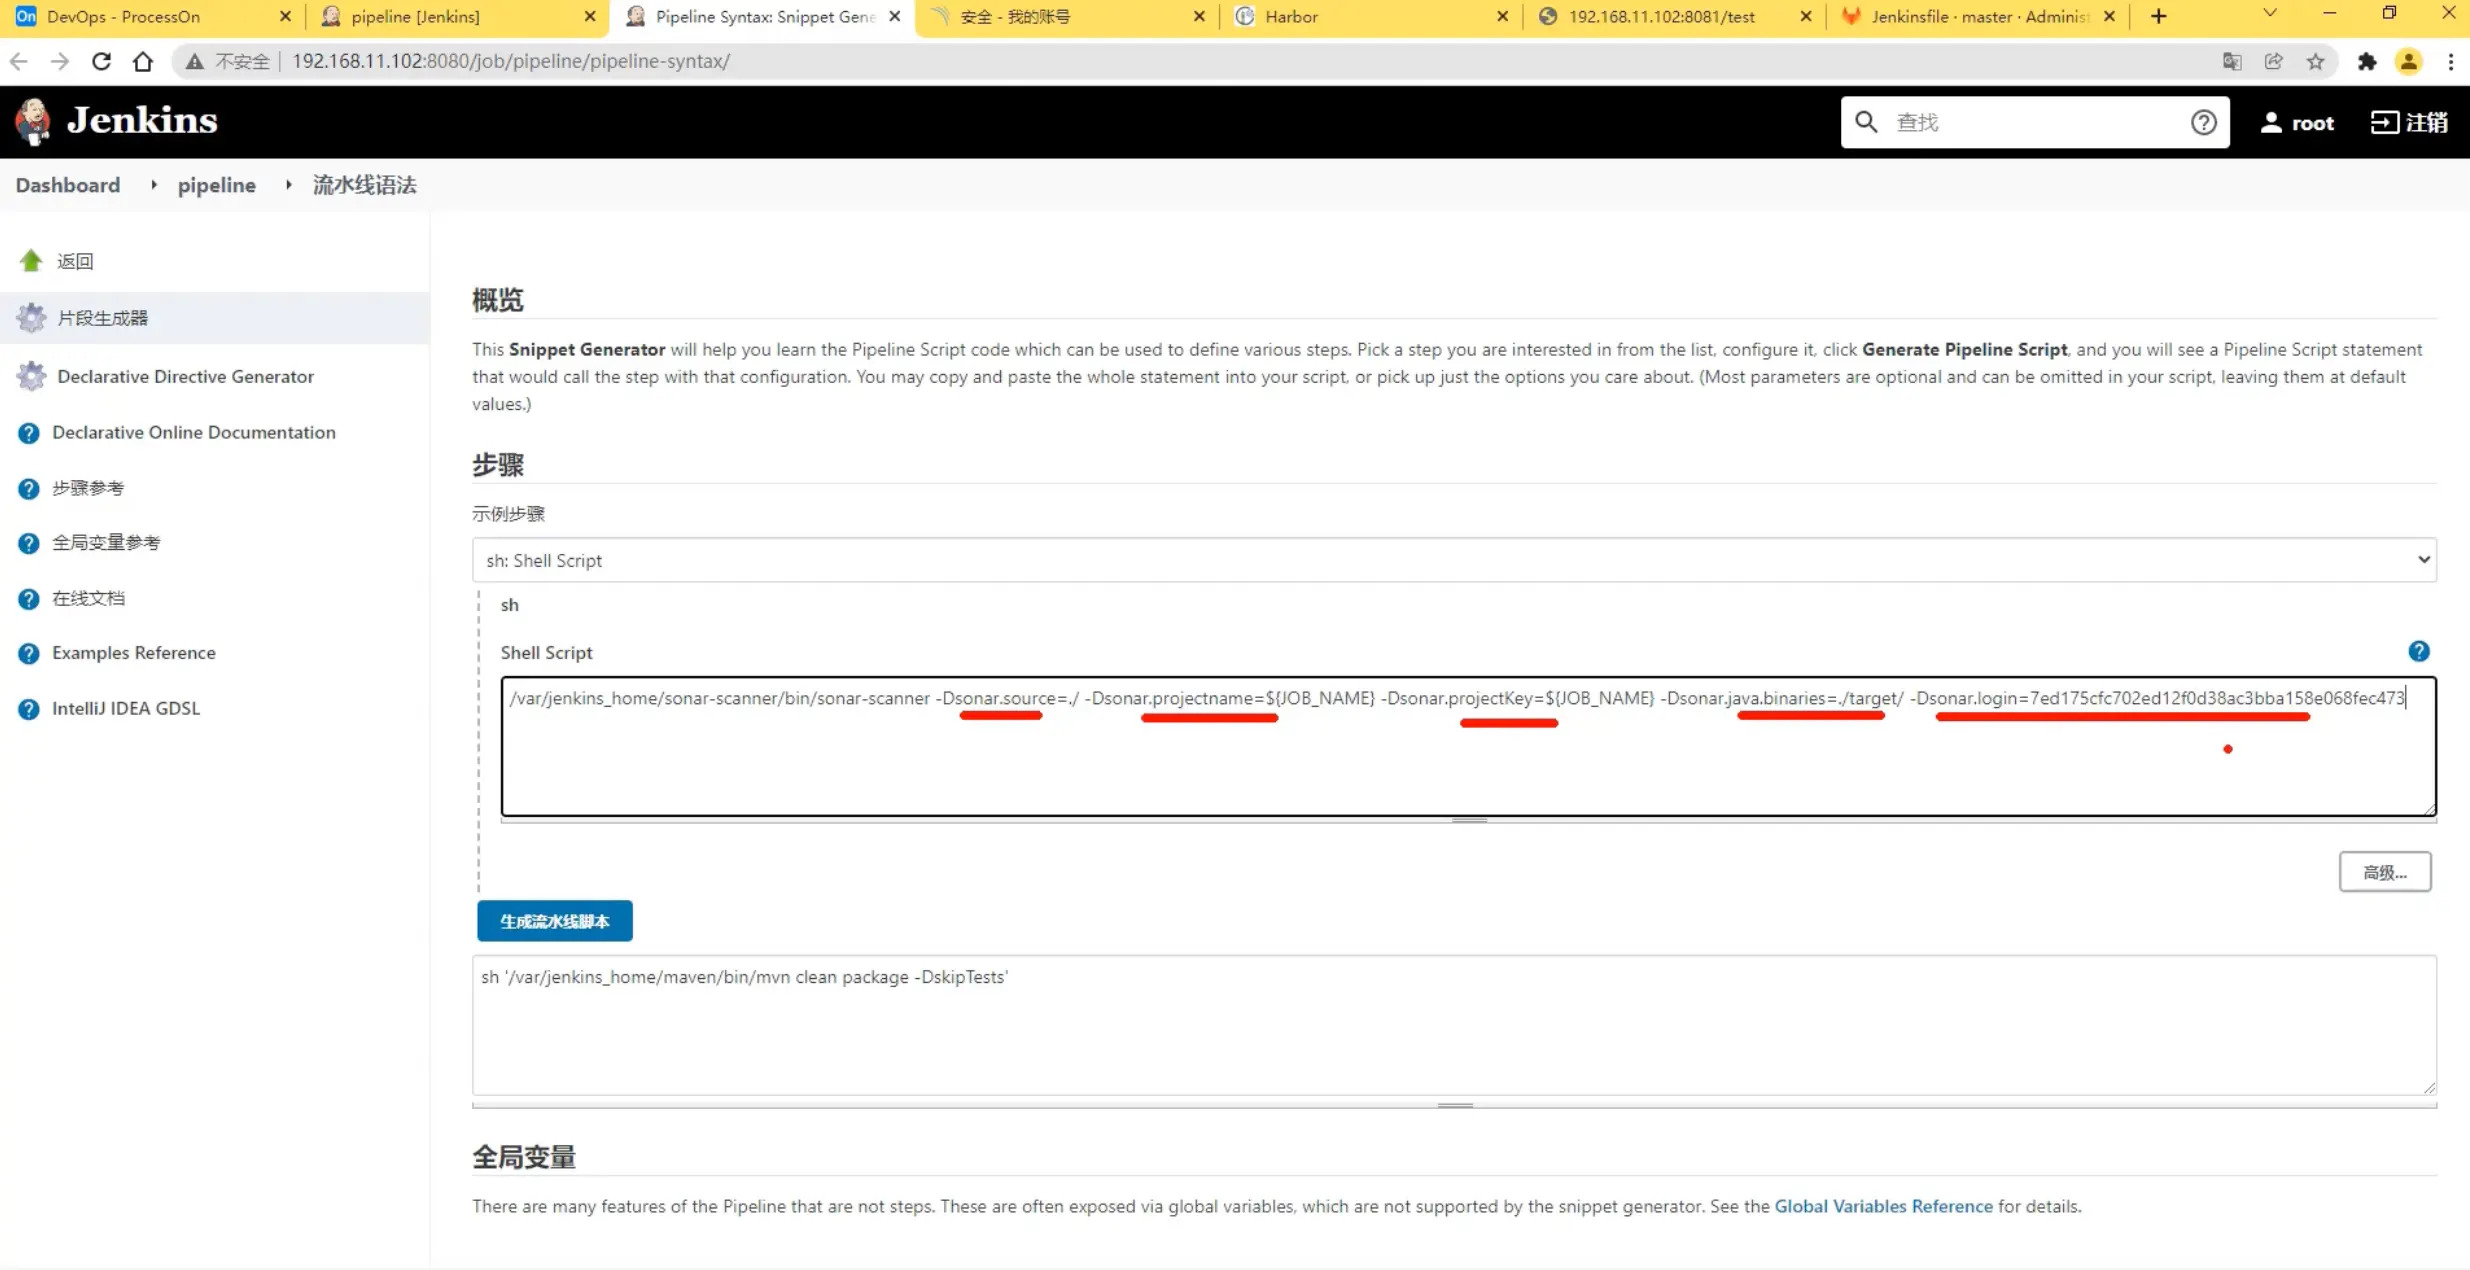 DevOps - ProcessOn
pipeline [Jenkins]
Pipeline Syntax: Snippet Gene
安全 - 我的账号
Harbor
192.168.11.102:8081/test
Jenkinsfile · master · Adminis
不安全 | 192.168.11.102:8080/job/pipeline/pipeline-syntax/
Jenkins
查找
root
注销
Dashboard
pipeline
流水线语法
返回
片段生成器
Declarative Directive Generator
Declarative Online Documentation
步骤参考
全局变量参考
在线文档
Examples Reference
IntelliJ IDEA GDSL
概览
This Snippet Generator will help you learn the Pipeline Script code which can be used to define various steps. Pick a step you are interested in from the list, configure it, click Generate Pipeline Script, and you will see a Pipeline Script statement
that would call the step with that configuration. You may copy and paste the whole statement into your script, or pick up just the options you care about. (Most parameters are optional and can be omitted in your script, leaving them at default
values.)
步骤
示例步骤
sh: Shell Script
sh
Shell Script
/var/jenkins_home/sonar-scanner/bin/sonar-scanner -Dsonar.source=./ -Dsonar.projectname=${JOB_NAME} -Dsonar.projectKey=${JOB_NAME} -Dsonar.java.binaries=./target/ -Dsonar.login=7ed175cfc702ed12f0d38ac3bba158e068fec473
高级...
生成流水线脚本
sh '/var/jenkins_home/maven/bin/mvn clean package -DskipTests'
全局变量
There are many features of the Pipeline that are not steps. These are often exposed via global variables, which are not supported by the snippet generator. See the Global Variables Reference for details.